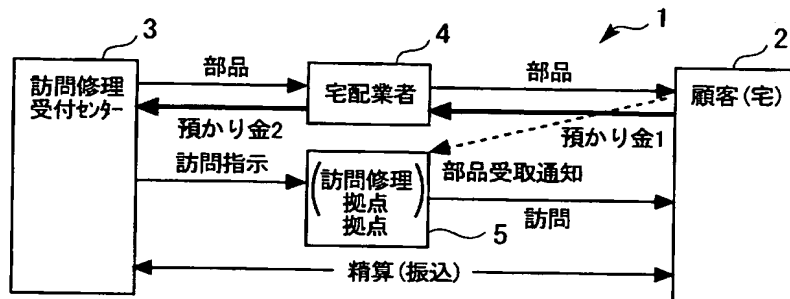 1
3
4
2
訪問修理
受付センター
部品
宅配業者
部品
顧客(宅)
預かり金2
預かり金1
訪問指示
(訪問修理
拠点
拠点)
部品受取通知
訪問
5
精算(振込)